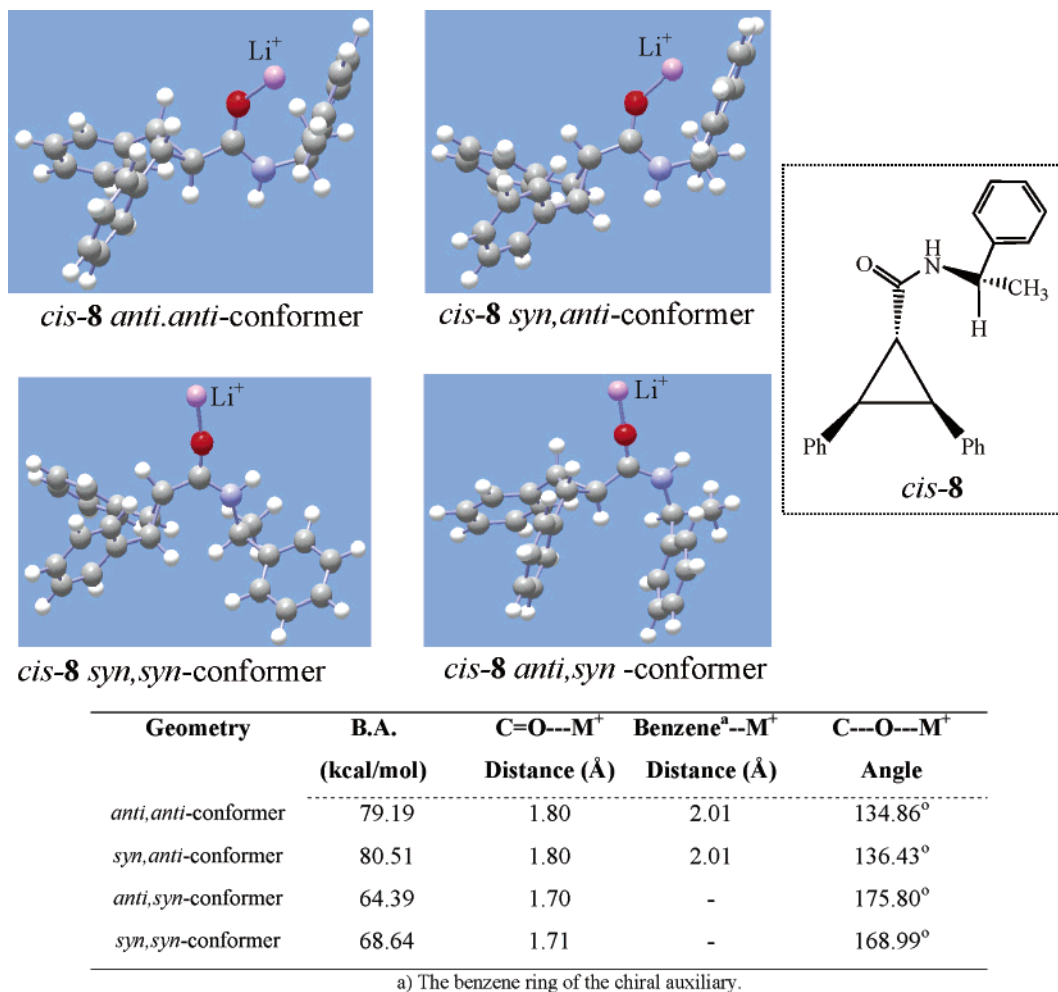 Li⁺
Li⁺
cis-8 anti.anti-conformer
cis-8 syn,anti-conformer
Li⁺
Li⁺
cis-8 syn,syn-conformer
cis-8 anti,syn -conformer
H
O
N
CH₃
H
Ph
Ph
cis-8
Geometry B.A. C=O---M⁺ Benzeneᵃ--M⁺ C---O---M⁺
(kcal/mol) Distance (Å) Distance (Å) Angle
anti,anti-conformer 79.19 1.80 2.01 134.86°
syn,anti-conformer 80.51 1.80 2.01 136.43°
anti,syn-conformer 64.39 1.70 - 175.80°
syn,syn-conformer 68.64 1.71 - 168.99°
a) The benzene ring of the chiral auxiliary.